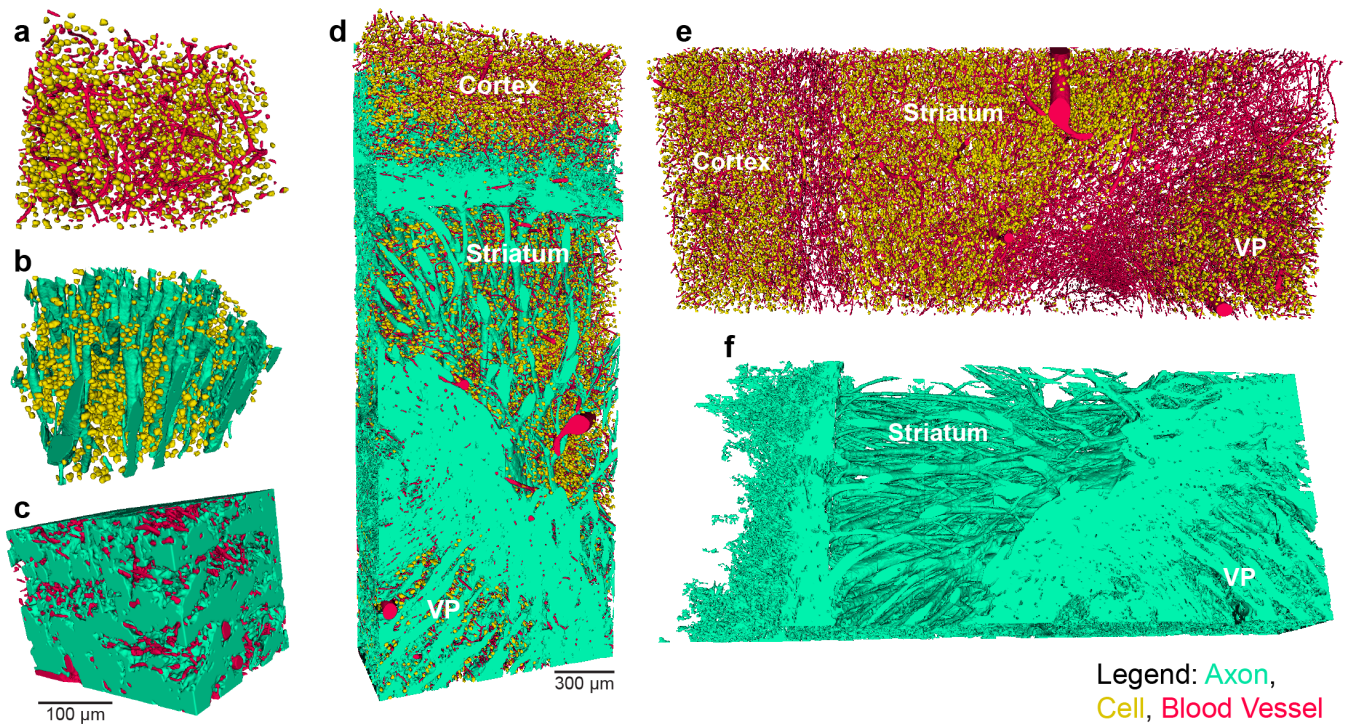 a
b
c
100 µm
d
Cortex
Striatum
VP
300 µm
e
Cortex
Striatum
VP
f
Striatum
VP
Legend: Axon,
Cell, Blood Vessel